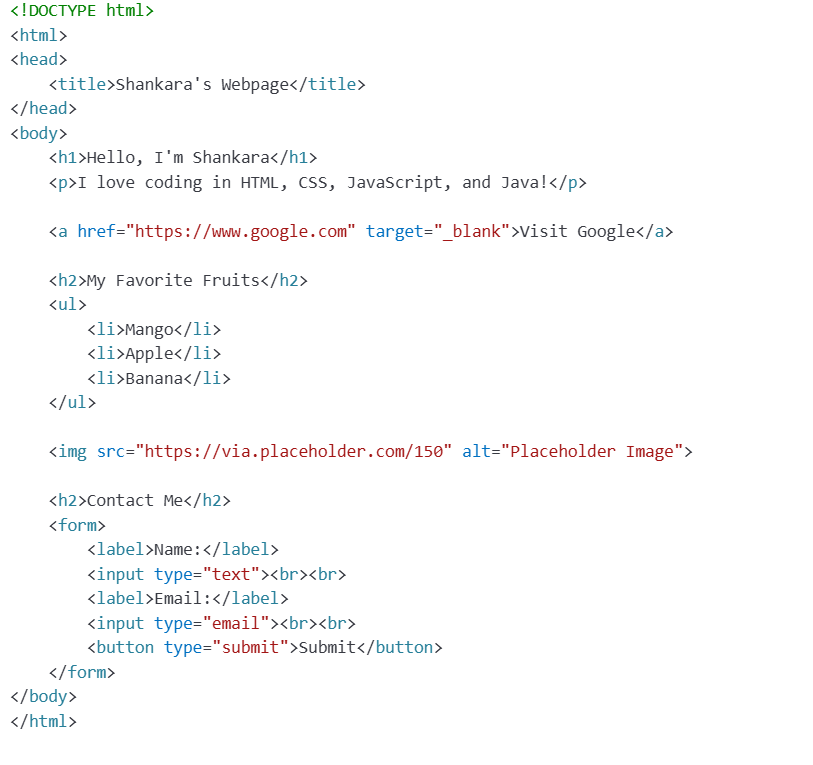 <!DOCTYPE html>
<html>
<head>
    <title>Shankara's Webpage</title>
</head>
<body>
    <h1>Hello, I'm Shankara</h1>
    <p>I love coding in HTML, CSS, JavaScript, and Java!</p>

    <a href="https://www.google.com" target="_blank">Visit Google</a>

    <h2>My Favorite Fruits</h2>
    <ul>
        <li>Mango</li>
        <li>Apple</li>
        <li>Banana</li>
    </ul>

    <img src="https://via.placeholder.com/150" alt="Placeholder Image">

    <h2>Contact Me</h2>
    <form>
        <label>Name:</label>
        <input type="text"><br><br>
        <label>Email:</label>
        <input type="email"><br><br>
        <button type="submit">Submit</button>
    </form>
</body>
</html>